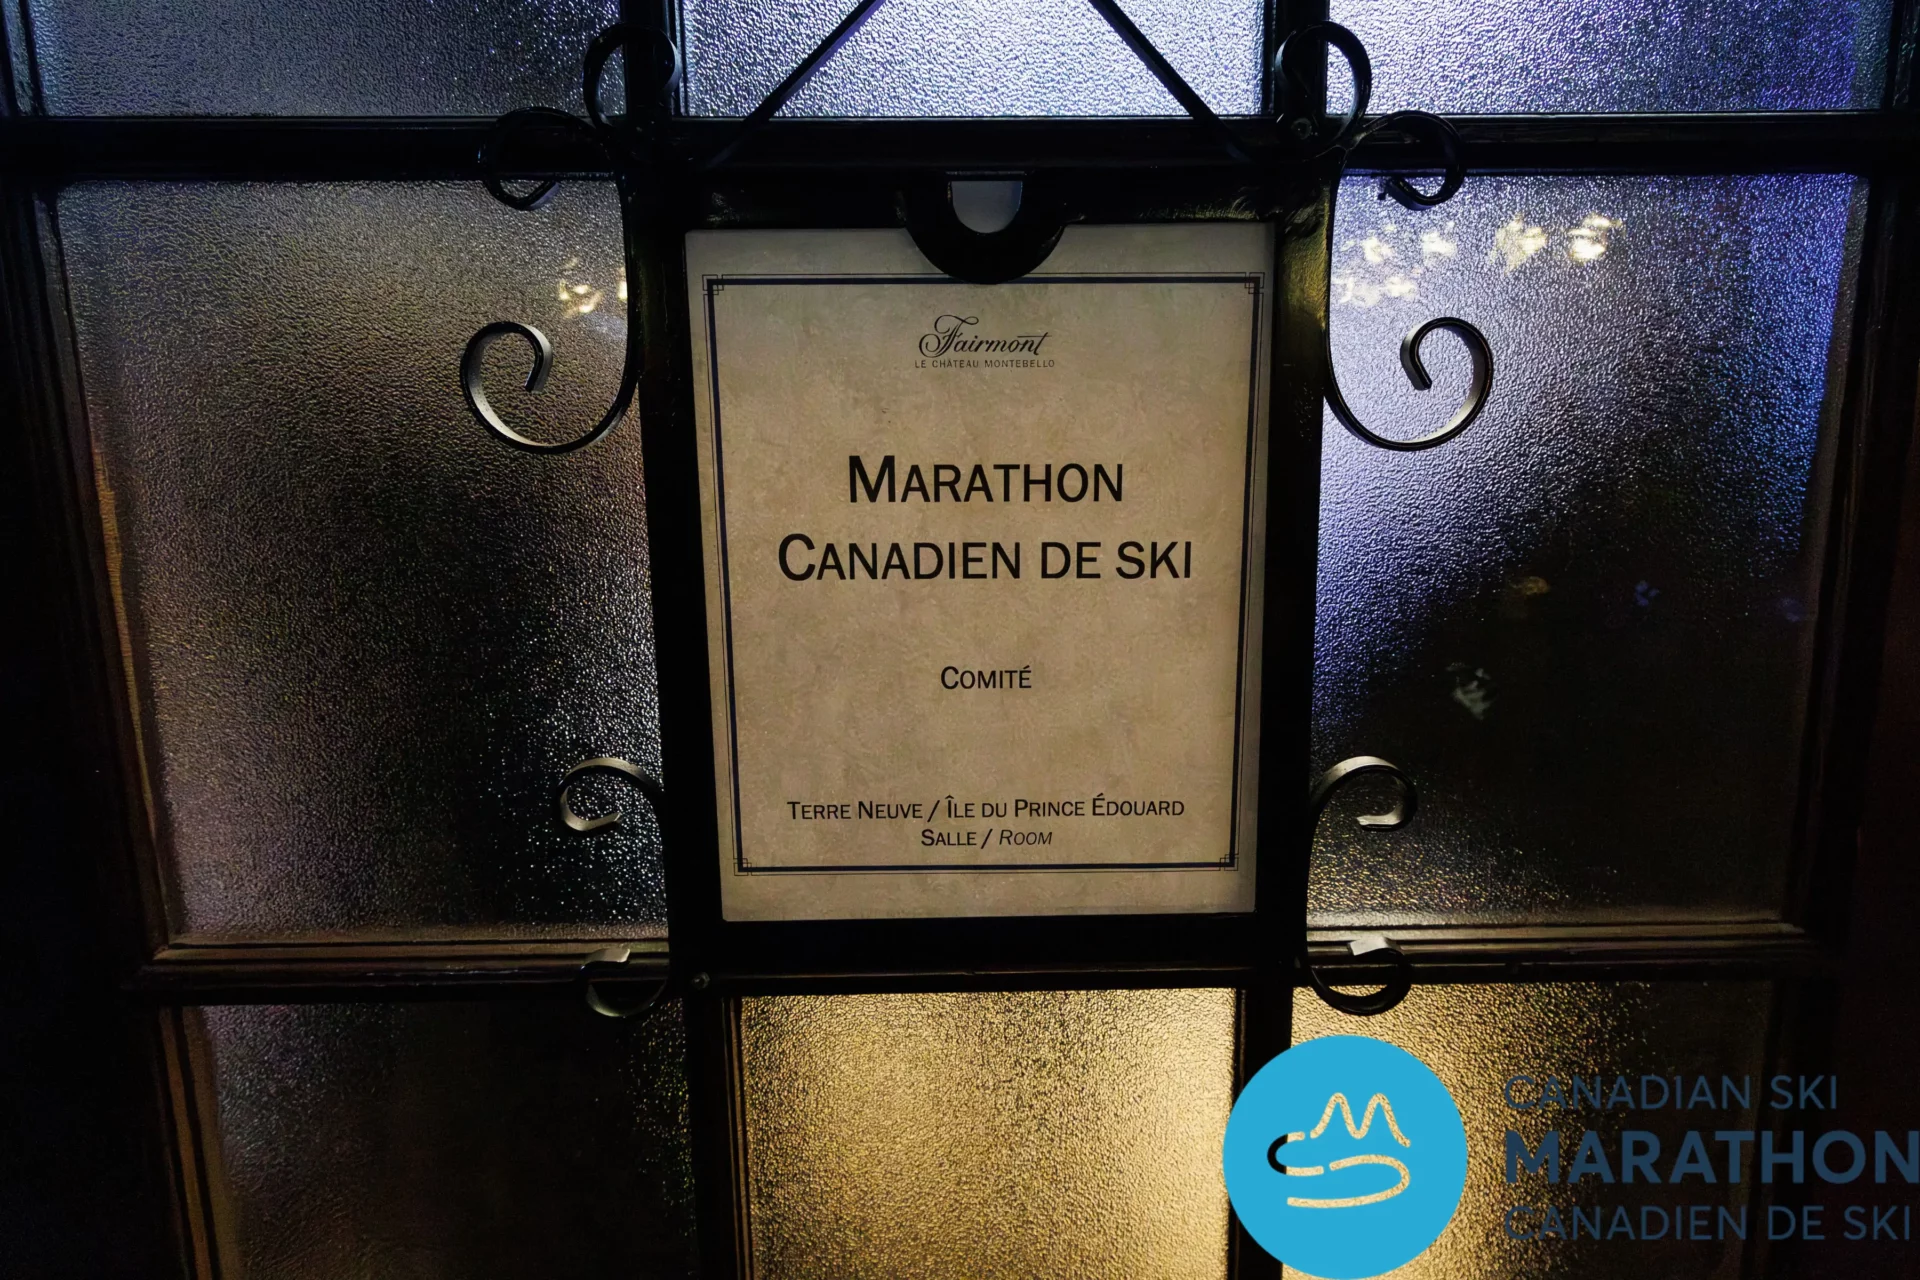 Fairmont
LE CHÂTEAU MONTEBELLO
MARATHON
CANADIEN DE SKI
COMITÉ
TERRE NEUVE / ÎLE DU PRINCE ÉDOUARD
SALLE / ROOM
CANADIAN SKI
MARATHON
CANADIEN DE SKI